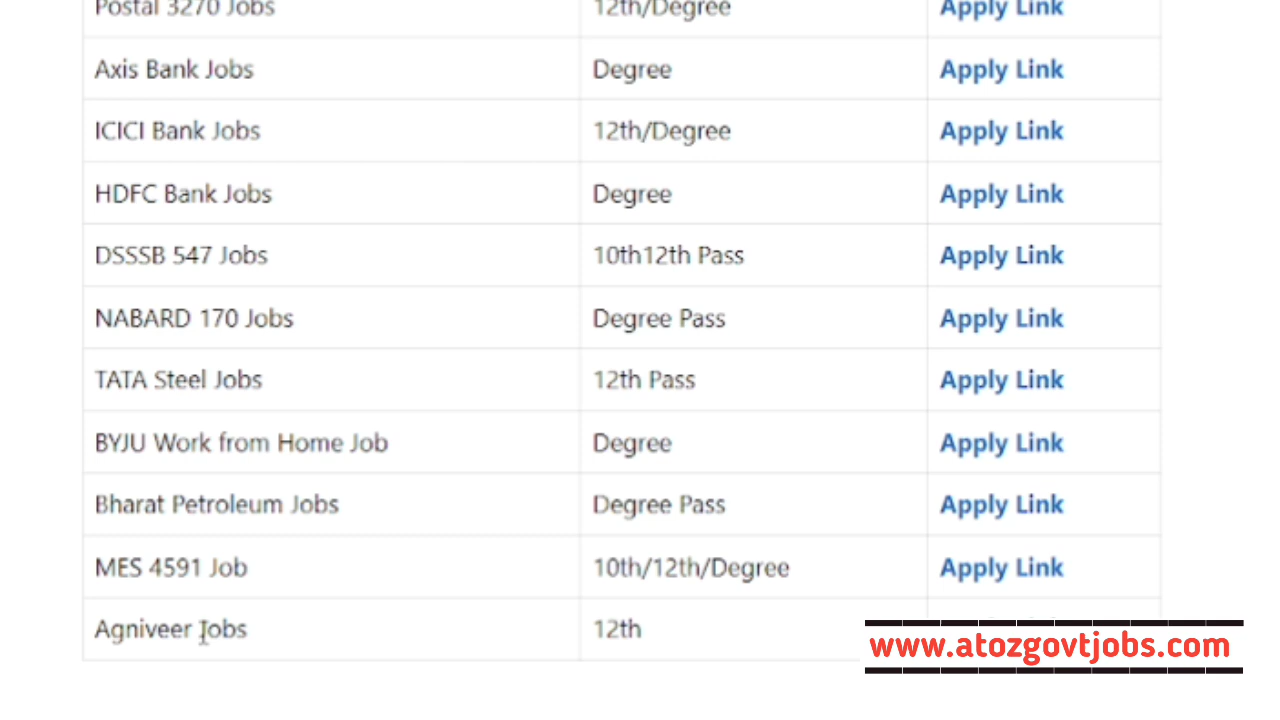 Postal 3270 Jobs 12th/Degree Apply Link
Axis Bank Jobs Degree Apply Link
ICICI Bank Jobs 12th/Degree Apply Link
HDFC Bank Jobs Degree Apply Link
DSSSB 547 Jobs 10th12th Pass Apply Link
NABARD 170 Jobs Degree Pass Apply Link
TATA Steel Jobs 12th Pass Apply Link
BYJU Work from Home Job Degree Apply Link
Bharat Petroleum Jobs Degree Pass Apply Link
MES 4591 Job 10th/12th/Degree Apply Link
Agniveer Jobs 12th
www.atozgovtjobs.com